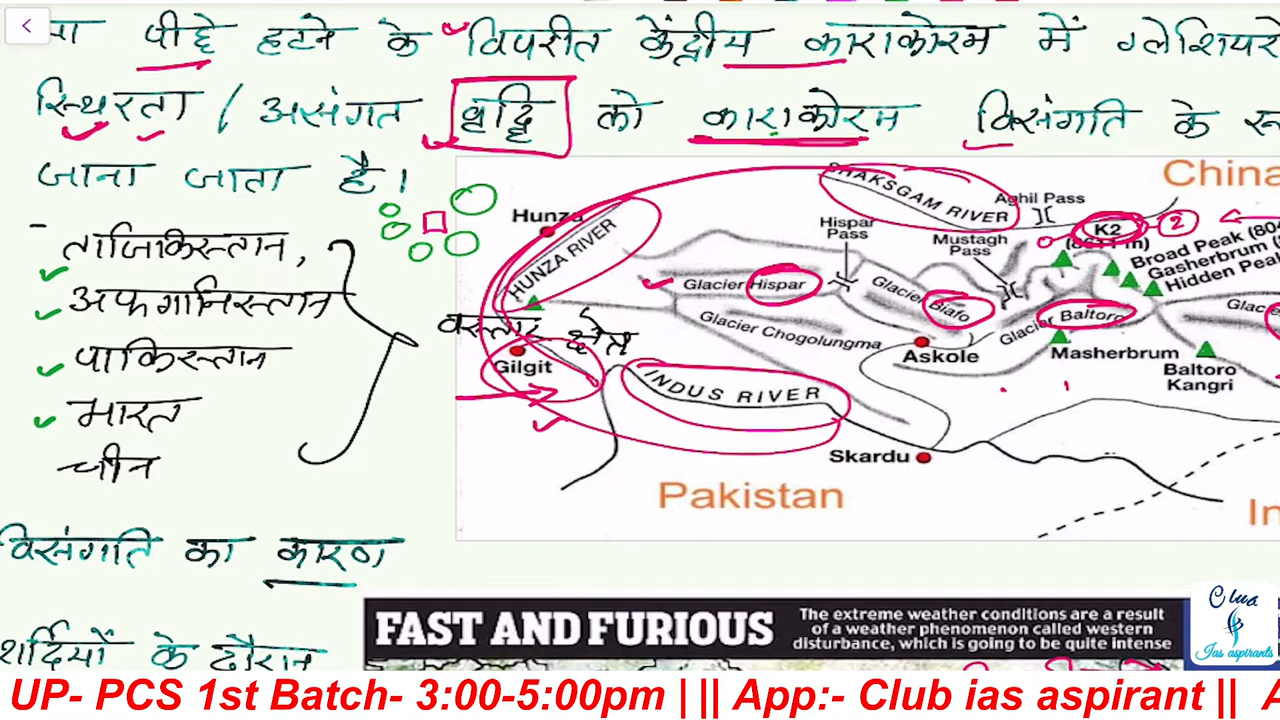 पीछे हटने के विपरीत केंद्रीय काराकोरम में ग्लेशियरो
स्थिरता / असंगत वृद्धि को काराकोरम विसंगति के
जाना जाता है।
ताजिकिस्तान,
अफगानिस्तान
पाकिस्तान
भारत
चीन
क्षेत्र
China
SHAKSGAM RIVER
Aghil Pass
Hunza
HUNZA RIVER
Hispar
Pass
Mustagh
Pass
K2
2
Broad Peak (804
Gasherbrum
Hidden Peak
Glacier Hispar
Glacier Biafo
Glacier Baltoro
Glacier Chogolungma
Askole
Masherbrum
Baltoro
Kangri
Gilgit
INDUS RIVER
Skardu
Pakistan
In
विसंगति का कारण
FAST AND FURIOUS
The extreme weather conditions are a result
of a weather phenomenon called western
disturbance, which is going to be quite intense
शर्दियों के दौरान
Club
Ias aspirants
UP- PCS 1st Batch- 3:00-5:00pm | || App:- Club ias aspirant || A